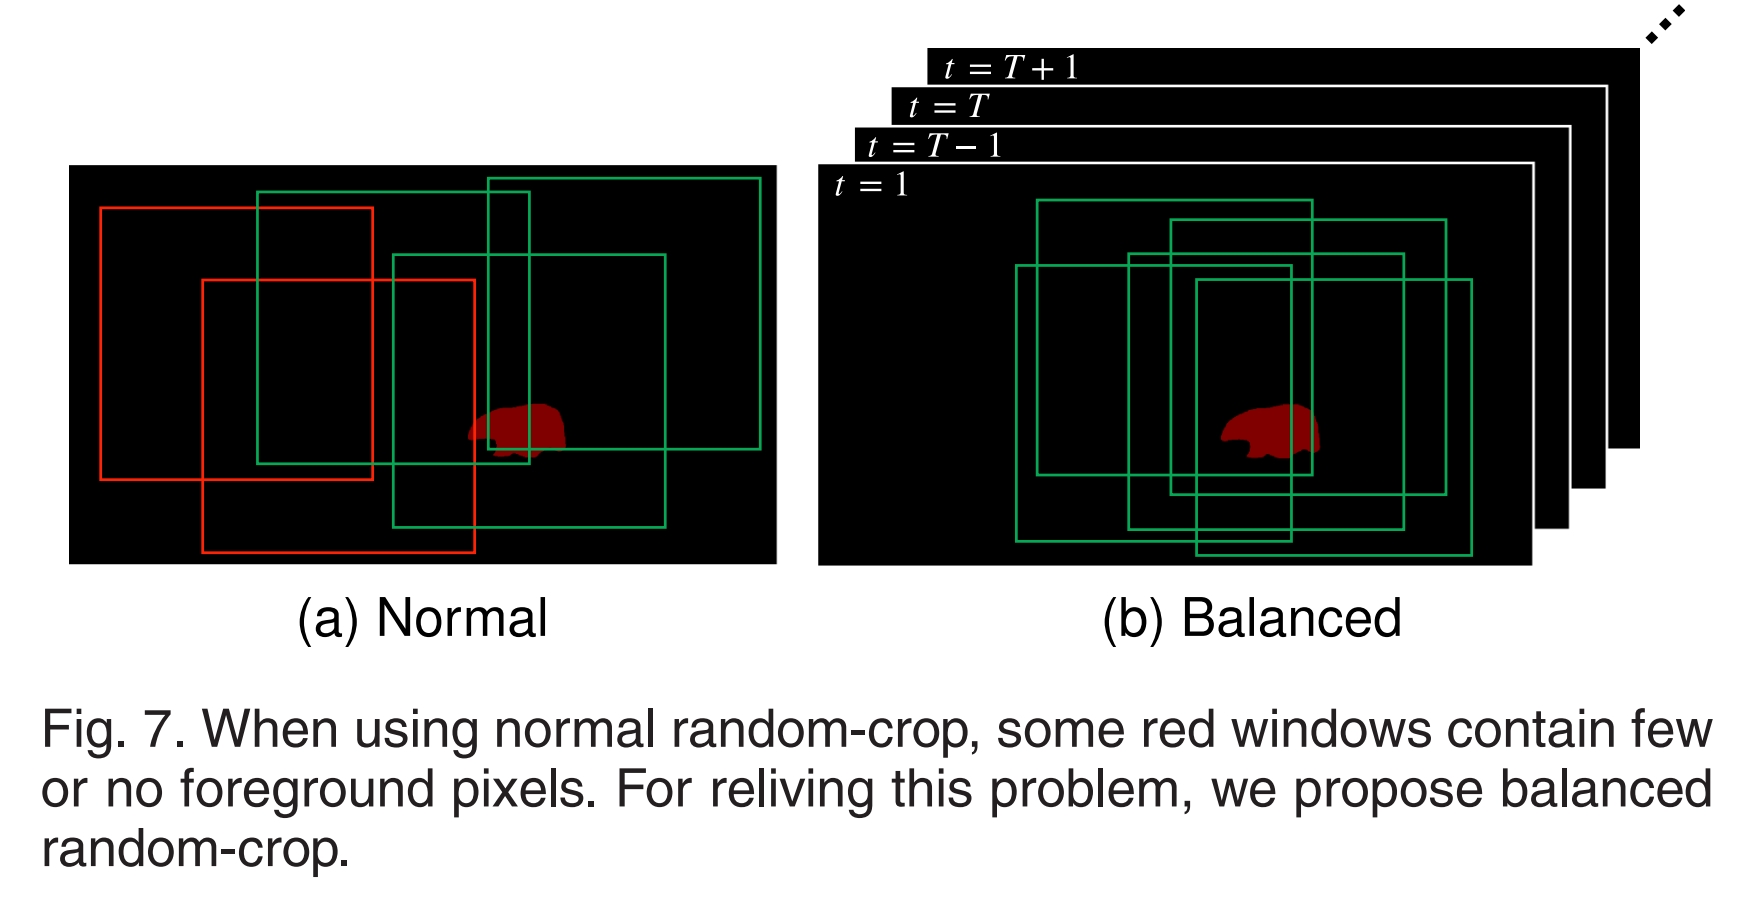 t = T + 1
t = T
t = T − 1
t = 1
(a) Normal
(b) Balanced
Fig. 7. When using normal random-crop, some red windows contain few
or no foreground pixels. For reliving this problem, we propose balanced
random-crop.